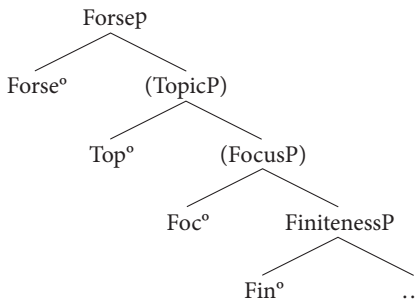 Forsep
Forseº (TopicP)
Topº (FocusP)
Focº FinitenessP
Finº ..